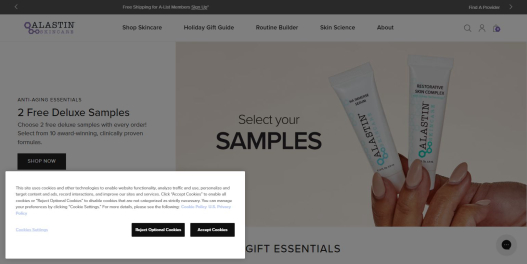 Free Shipping for A-List Members Sign Up*
Find A Provider
ALASTIN
SKINCARE
Shop Skincare
Holiday Gift Guide
Routine Builder
Skin Science
About
ANTI-AGING ESSENTIALS
2 Free Deluxe Samples
Choose 2 free deluxe samples with every order!
Select from 10 award-winning, clinically proven
formulas.
SHOP NOW
Select your
SAMPLES
RESTORATIVE
SKIN COMPLEX
ALASTIN
ALASTIN
This site uses cookies and other technologies to enable website functionality, analyze traffic and use, personalize and
target content and ads, record interactions, and improve our sites and services. Click "Accept Cookies" to enable all
cookies or "Reject Optional Cookies" to disable cookies that are not categorized as strictly necessary. You can manage
your preferences by clicking "Cookie Settings." For more details, please see the following: Cookie Policy U.S. Privacy
Policy
Cookies Settings
Reject Optional Cookies
Accept Cookies
GIFT ESSENTIALS